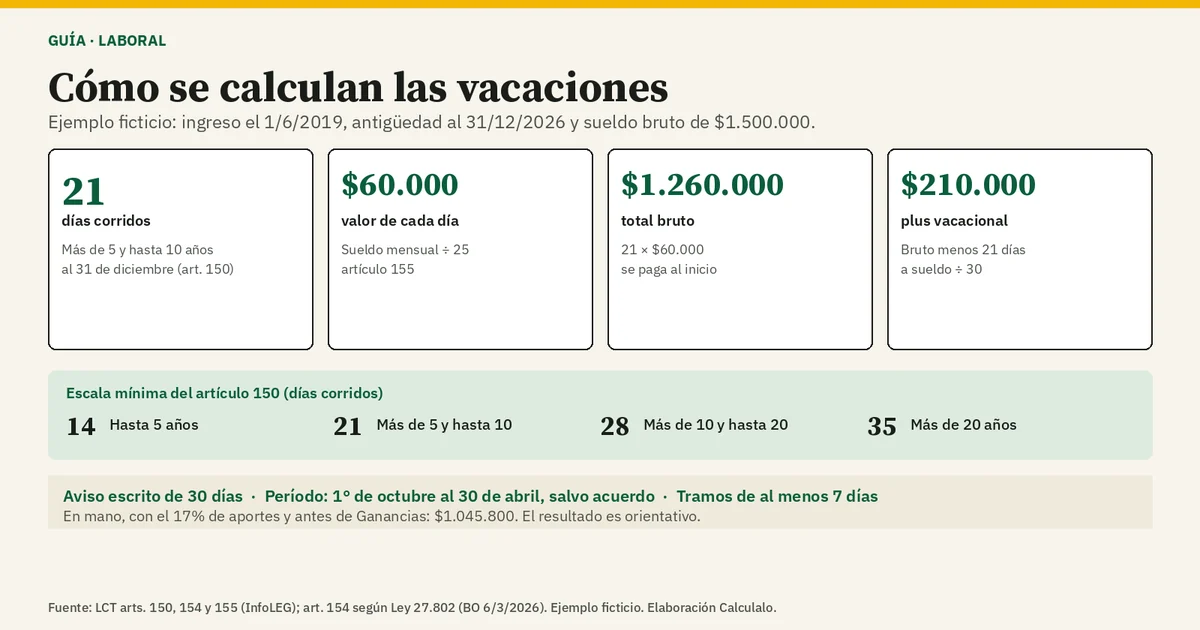 GUÍA · LABORAL
Cómo se calculan las vacaciones
Ejemplo ficticio: ingreso el 1/6/2019, antigüedad al 31/12/2026 y sueldo bruto de $1.500.000.
21
días corridos
Más de 5 y hasta 10 años
al 31 de diciembre (art. 150)
$60.000
valor de cada día
Sueldo mensual ÷ 25
artículo 155
$1.260.000
total bruto
21 × $60.000
se paga al inicio
$210.000
plus vacacional
Bruto menos 21 días
a sueldo ÷ 30
Escala mínima del artículo 150 (días corridos)
14 Hasta 5 años
21 Más de 5 y hasta 10
28 Más de 10 y hasta 20
35 Más de 20 años
Aviso escrito de 30 días · Período: 1° de octubre al 30 de abril, salvo acuerdo · Tramos de al menos 7 días
En mano, con el 17% de aportes y antes de Ganancias: $1.045.800. El resultado es orientativo.
Fuente: LCT arts. 150, 154 y 155 (InfoLEG); art. 154 según Ley 27.802 (BO 6/3/2026). Ejemplo ficticio. Elaboración Calculalo.